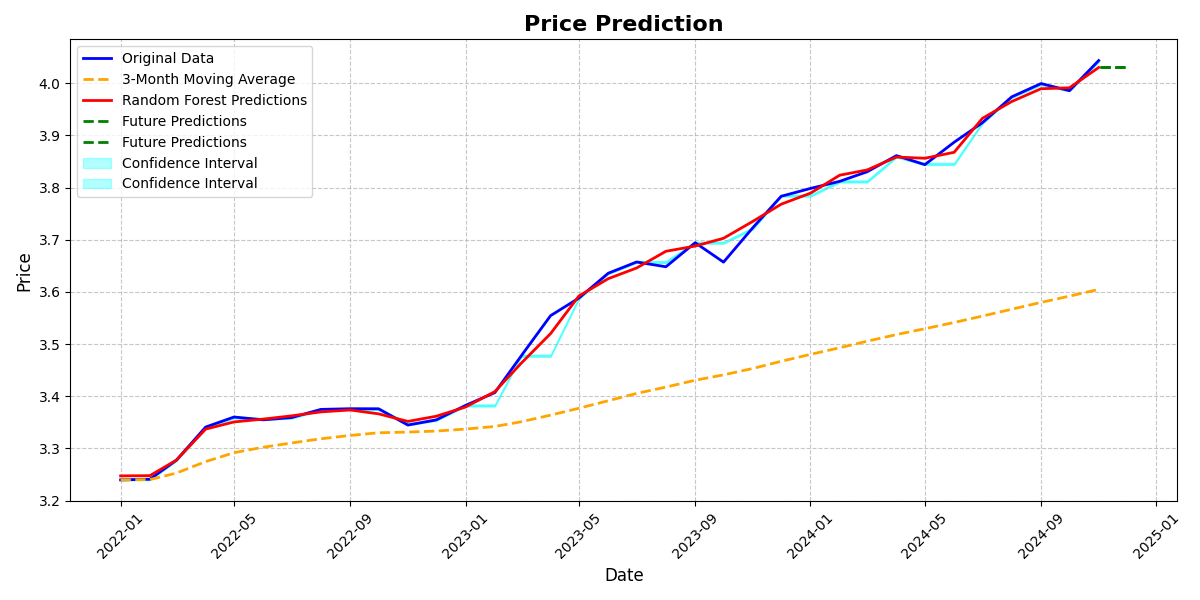 Price Prediction
Original Data
3-Month Moving Average
Random Forest Predictions
Future Predictions
Future Predictions
Confidence Interval
Confidence Interval
4.0
3.9
3.8
3.7
3.6
3.5
3.4
3.3
3.2
Price
2022-01
2022-05
2022-09
2023-01
2023-05
2023-09
2024-01
2024-05
2024-09
2025-01
Date